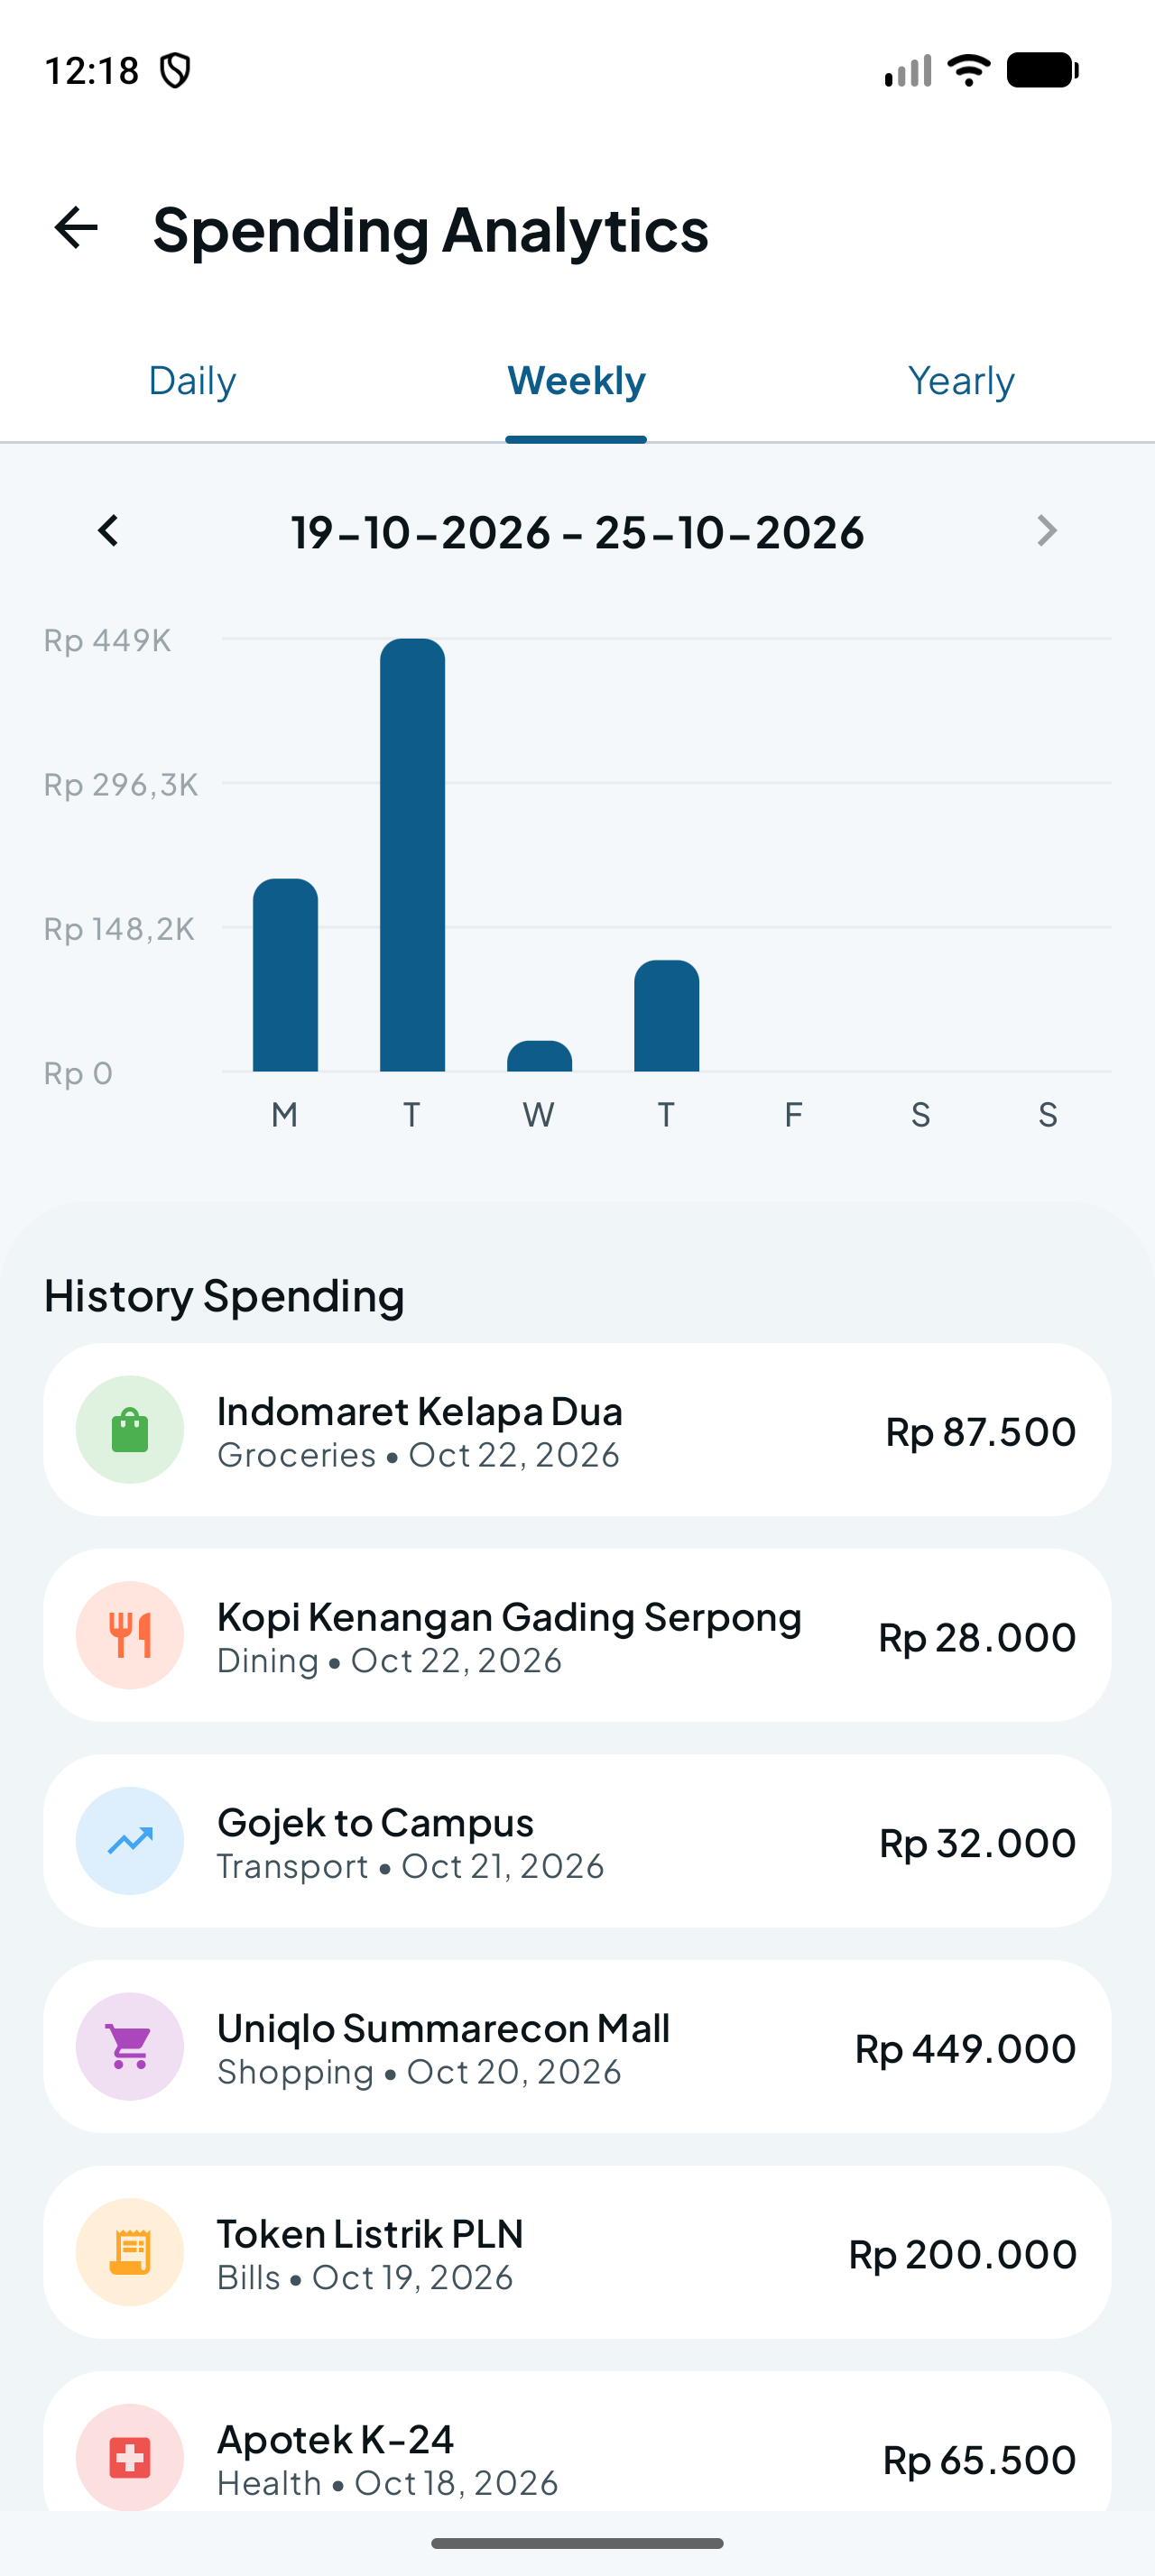 12:18
Spending Analytics
Daily Weekly Yearly
19-10-2026 - 25-10-2026
Rp 449K
Rp 296,3K
Rp 148,2K
Rp 0
M T W T F S S
History Spending
Indomaret Kelapa Dua
Groceries • Oct 22, 2026
Rp 87.500
Kopi Kenangan Gading Serpong
Dining • Oct 22, 2026
Rp 28.000
Gojek to Campus
Transport • Oct 21, 2026
Rp 32.000
Uniqlo Summarecon Mall
Shopping • Oct 20, 2026
Rp 449.000
Token Listrik PLN
Bills • Oct 19, 2026
Rp 200.000
Apotek K-24
Health • Oct 18, 2026
Rp 65.500